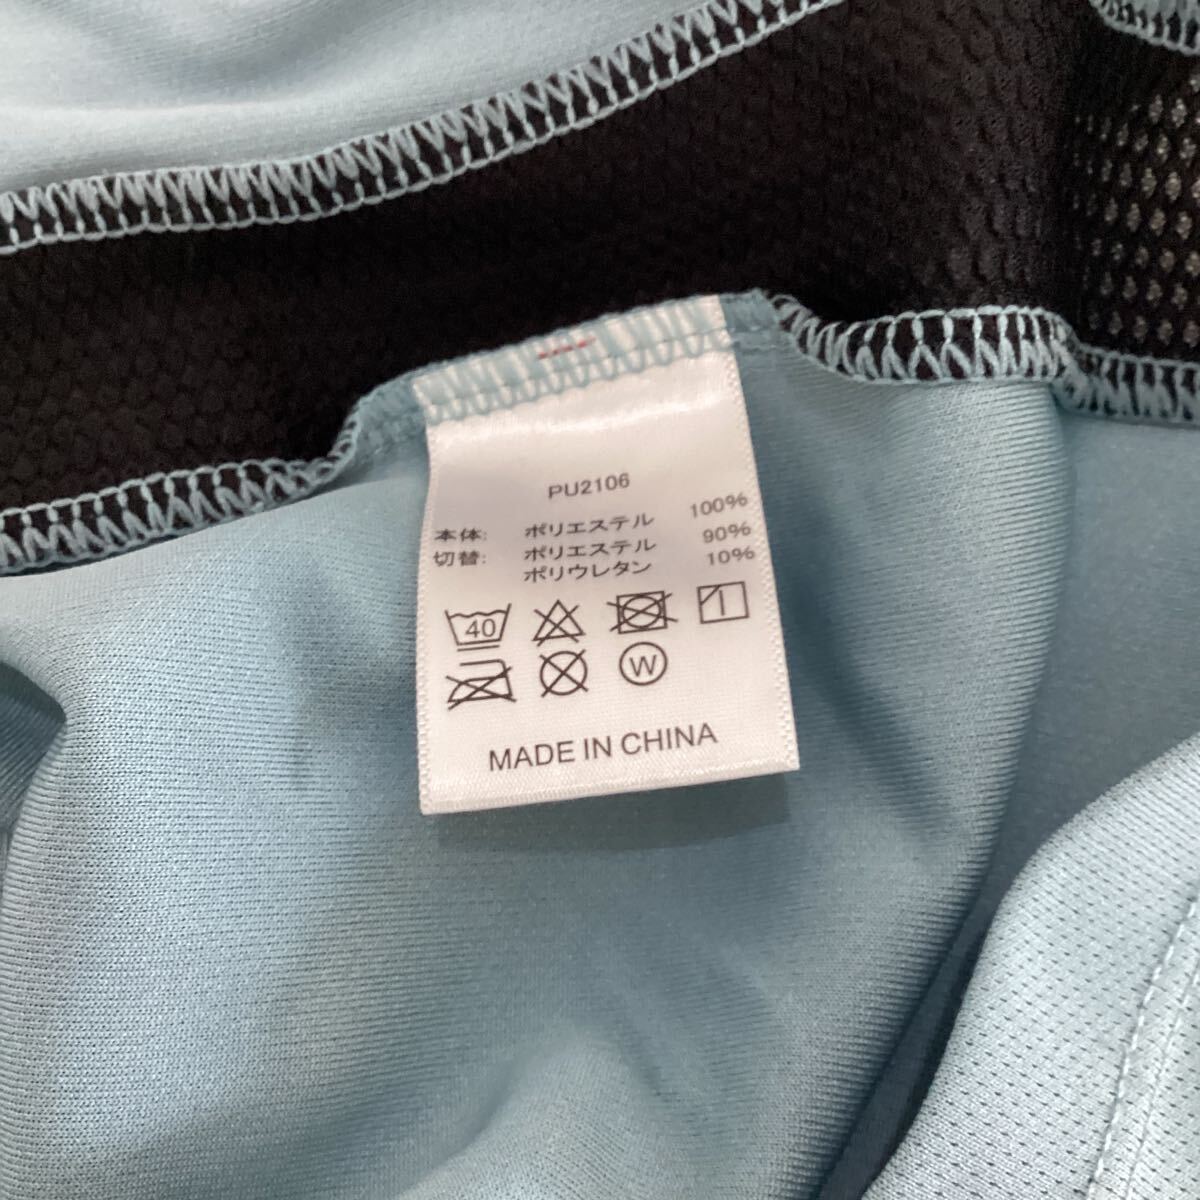 PU2106
本体: ポリエステル 100%
切替: ポリエステル 90%
ポリウレタン 10%
40
W
MADE IN CHINA